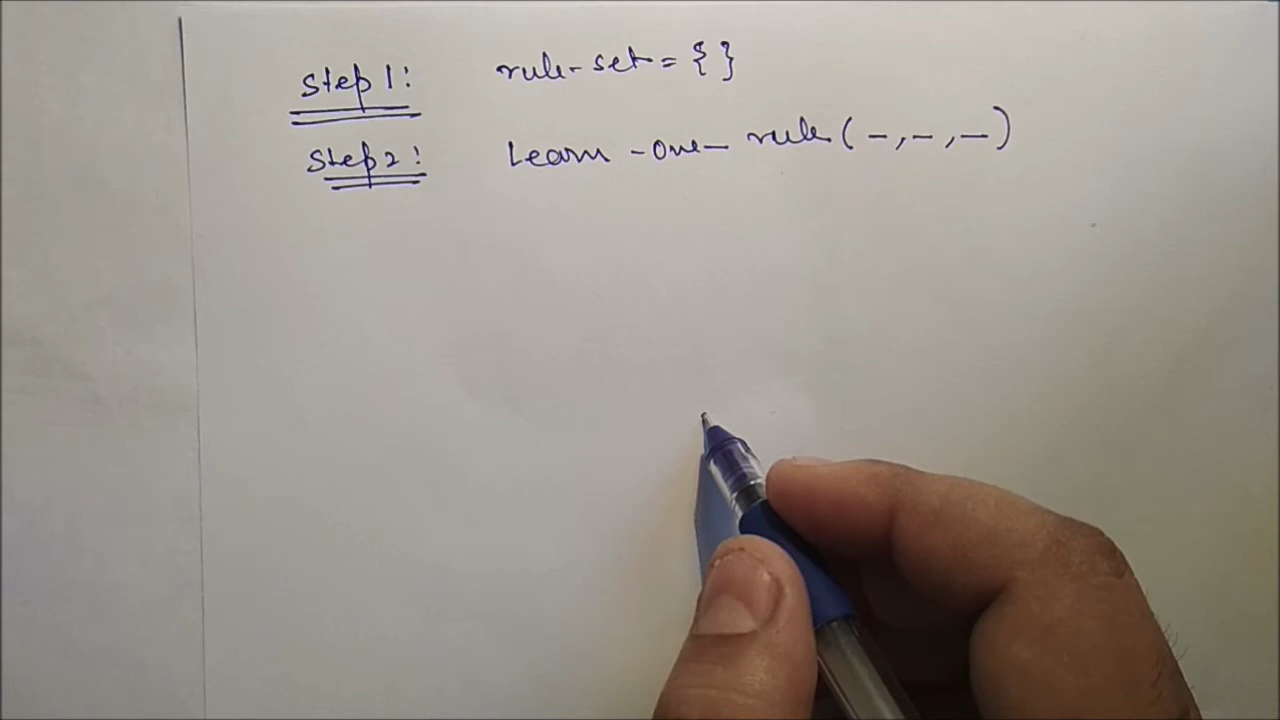 Step 1: rule-set = { }
Step 2: Learn-one-rule (-, -, -)